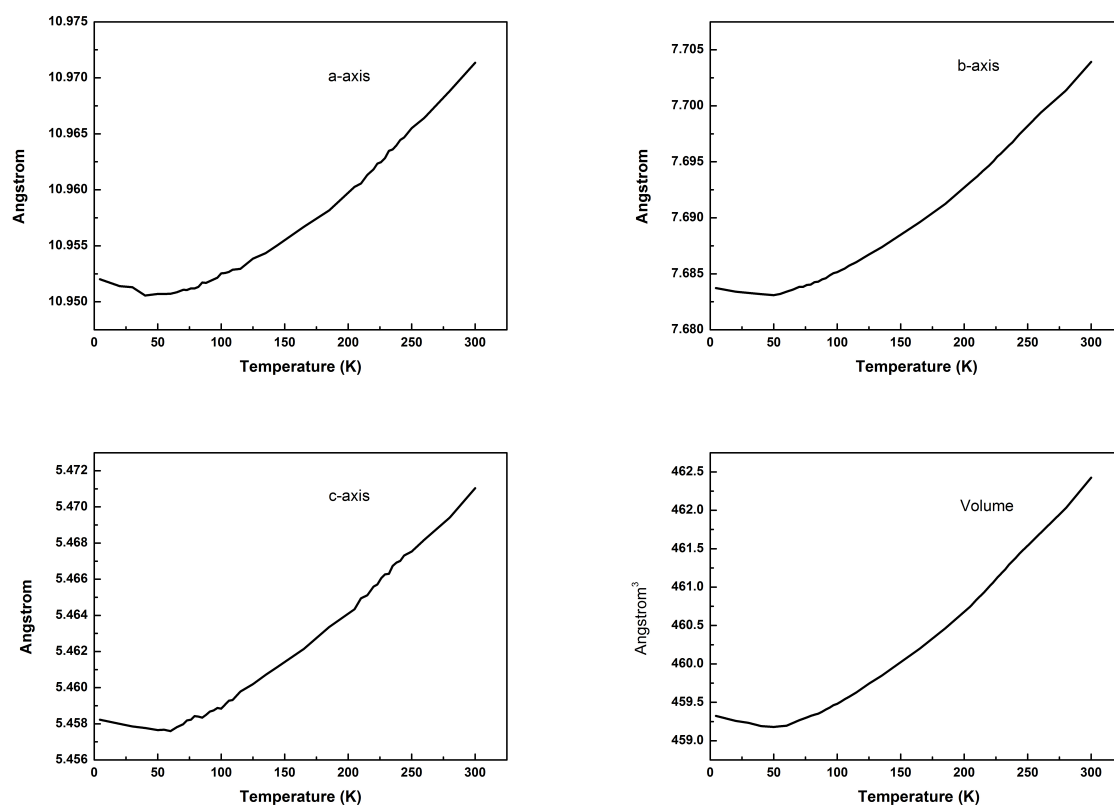 10.975
10.970
10.965
10.960
10.955
10.950
Angstrom
a-axis
0 50 100 150 200 250 300
Temperature (K)
7.705
7.700
7.695
7.690
7.685
7.680
Angstrom
b-axis
0 50 100 150 200 250 300
Temperature (K)
5.472
5.470
5.468
5.466
5.464
5.462
5.460
5.458
5.456
Angstrom
c-axis
0 50 100 150 200 250 300
Temperature (K)
462.5
462.0
461.5
461.0
460.5
460.0
459.5
459.0
Angstrom³
Volume
0 50 100 150 200 250 300
Temperature (K)